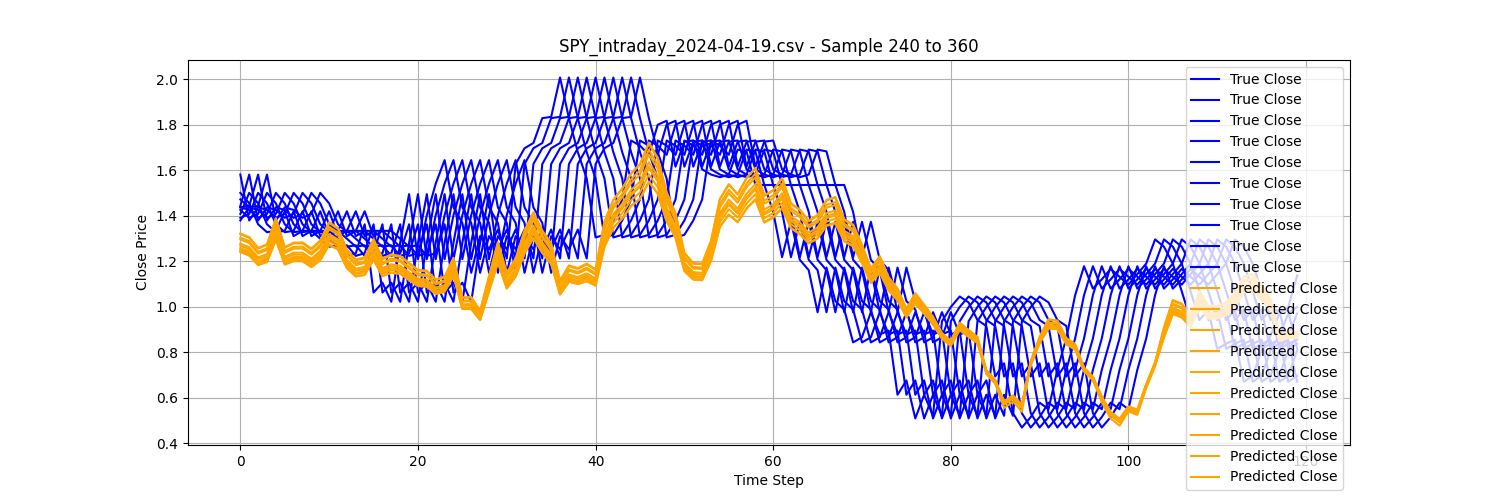 SPY_intraday_2024-04-19.csv - Sample 240 to 360
Close Price
2.0
1.8
1.6
1.4
1.2
1.0
0.8
0.6
0.4
True Close
True Close
True Close
True Close
True Close
True Close
True Close
True Close
True Close
True Close
Predicted Close
Predicted Close
Predicted Close
Predicted Close
Predicted Close
Predicted Close
Predicted Close
Predicted Close
Predicted Close
Predicted Close
0 20 40 60 80 100 120
Time Step